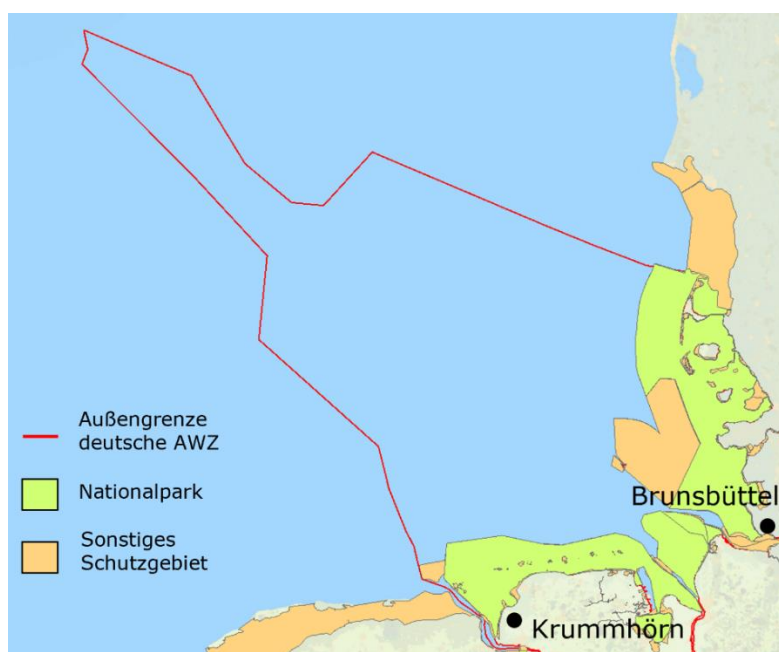 Außengrenze
deutsche AWZ
Nationalpark
Sonstiges
Schutzgebiet
Brunsbüttel
Krummhörn